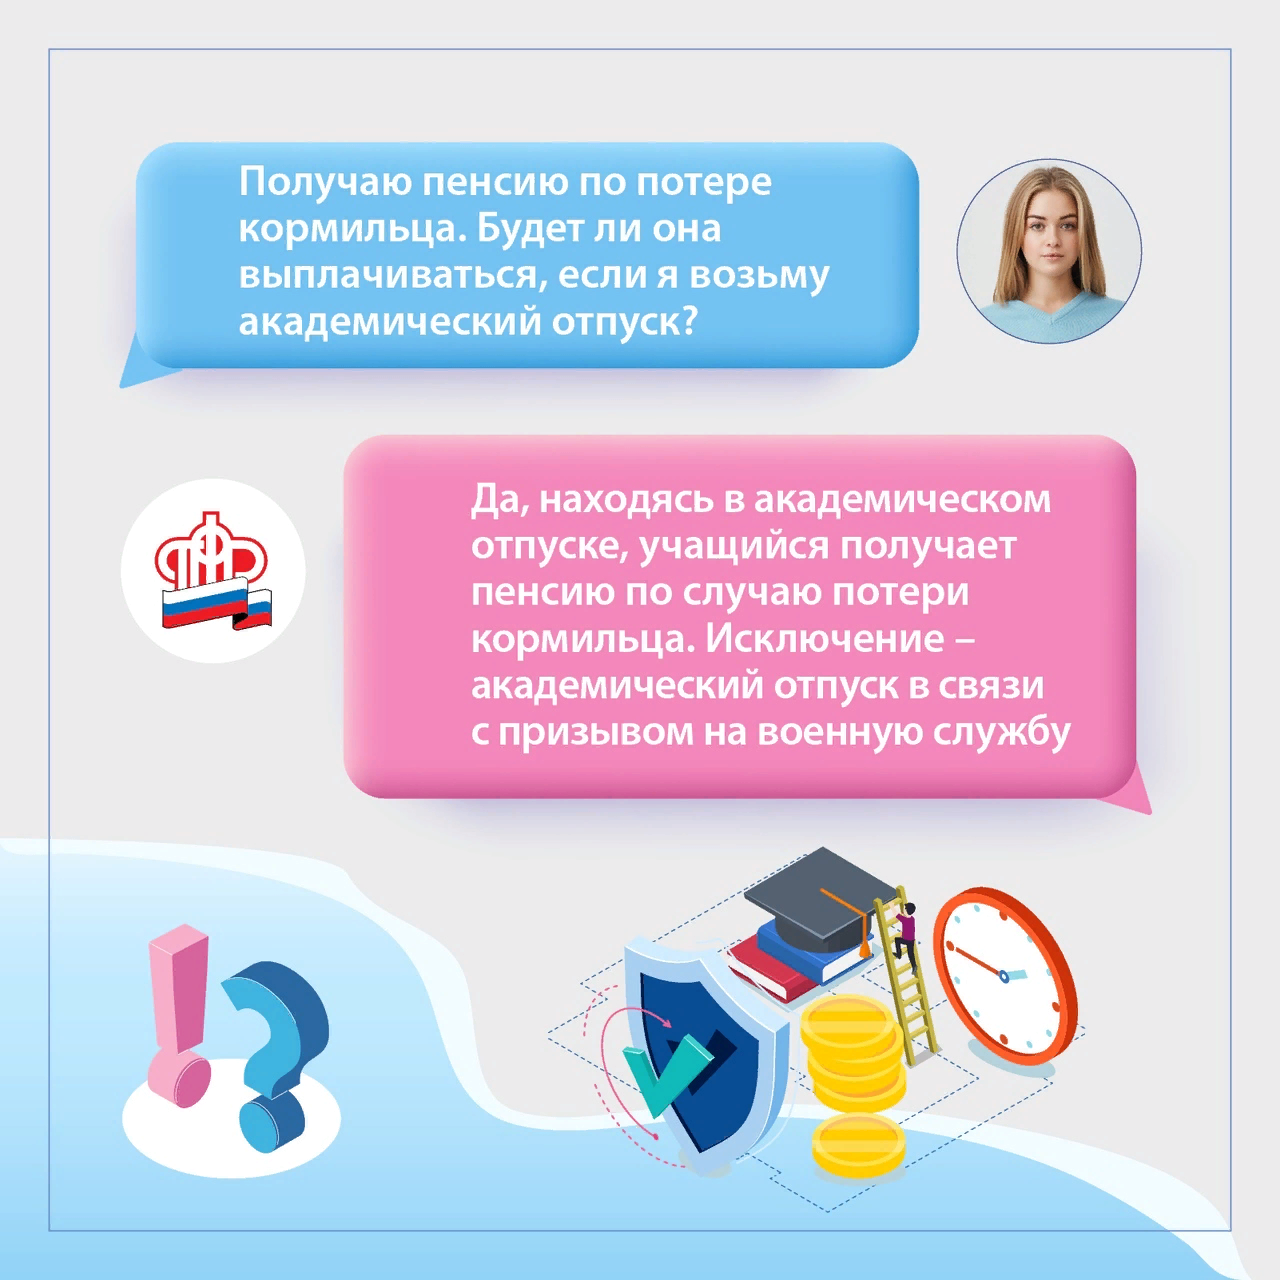 Получаю пенсию по потере
кормильца. Будет ли она
выплачиваться, если я возьму
академический отпуск?
Да, находясь в академическом
отпуске, учащийся получает
пенсию по случаю потери
кормильца. Исключение –
академический отпуск в связи
с призывом на военную службу